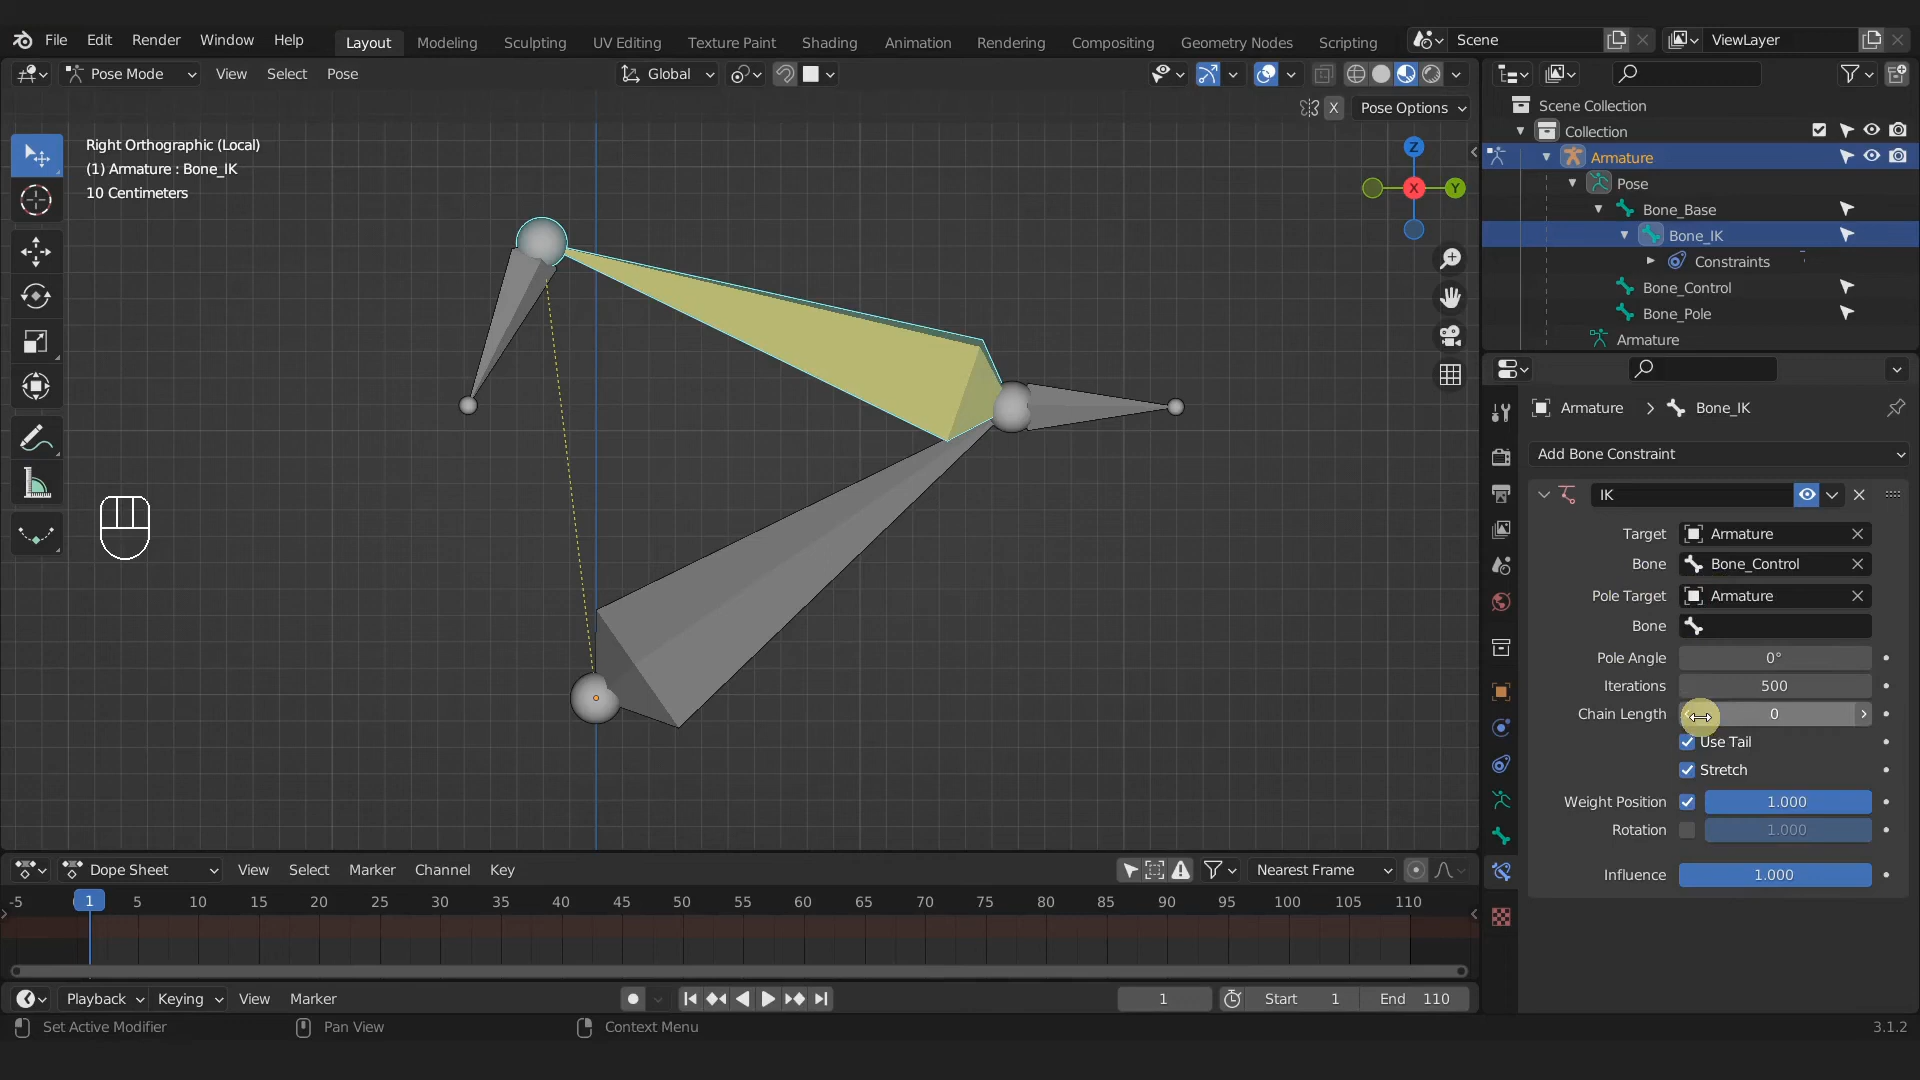 File Edit Render Window Help Layout Modeling Sculpting UV Editing Texture Paint Shading Animation Rendering Compositing Geometry Nodes Scripting Scene ViewLayer
Pose Mode View Select Pose Global
X Pose Options
Right Orthographic (Local)
(1) Armature : Bone_IK
10 Centimeters
Z
X
Y
Scene Collection
Collection
Armature
Pose
Bone_Base
Bone_IK
Constraints
Bone_Control
Bone_Pole
Armature
Armature > Bone_IK
Add Bone Constraint
IK
Target Armature
Bone Bone_Control
Pole Target Armature
Bone
Pole Angle 0°
Iterations 500
Chain Length 0
Use Tail
Stretch
Weight Position 1.000
Rotation 1.000
Influence 1.000
Dope Sheet View Select Marker Channel Key Nearest Frame
-5 1 5 10 15 20 25 30 35 40 45 50 55 60 65 70 75 80 85 90 95 100 105 110
Playback Keying View Marker 1 Start 1 End 110
Set Active Modifier Pan View Context Menu 3.1.2